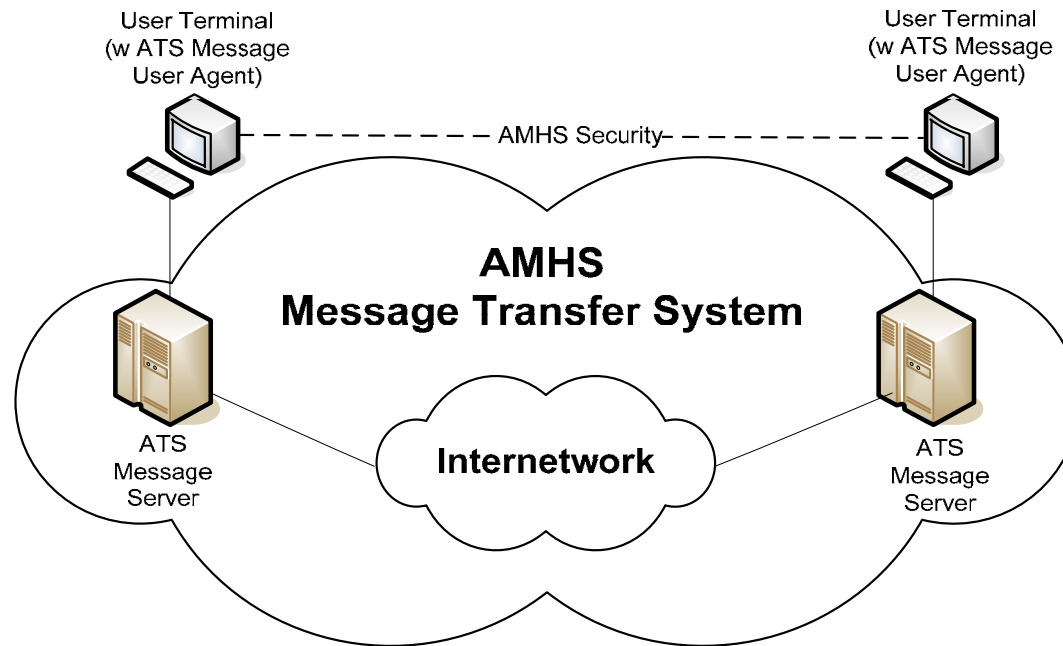 User Terminal
(w ATS Message
User Agent)
User Terminal
(w ATS Message
User Agent)
AMHS Security
AMHS
Message Transfer System
ATS
Message
Server
Internetwork
ATS
Message
Server